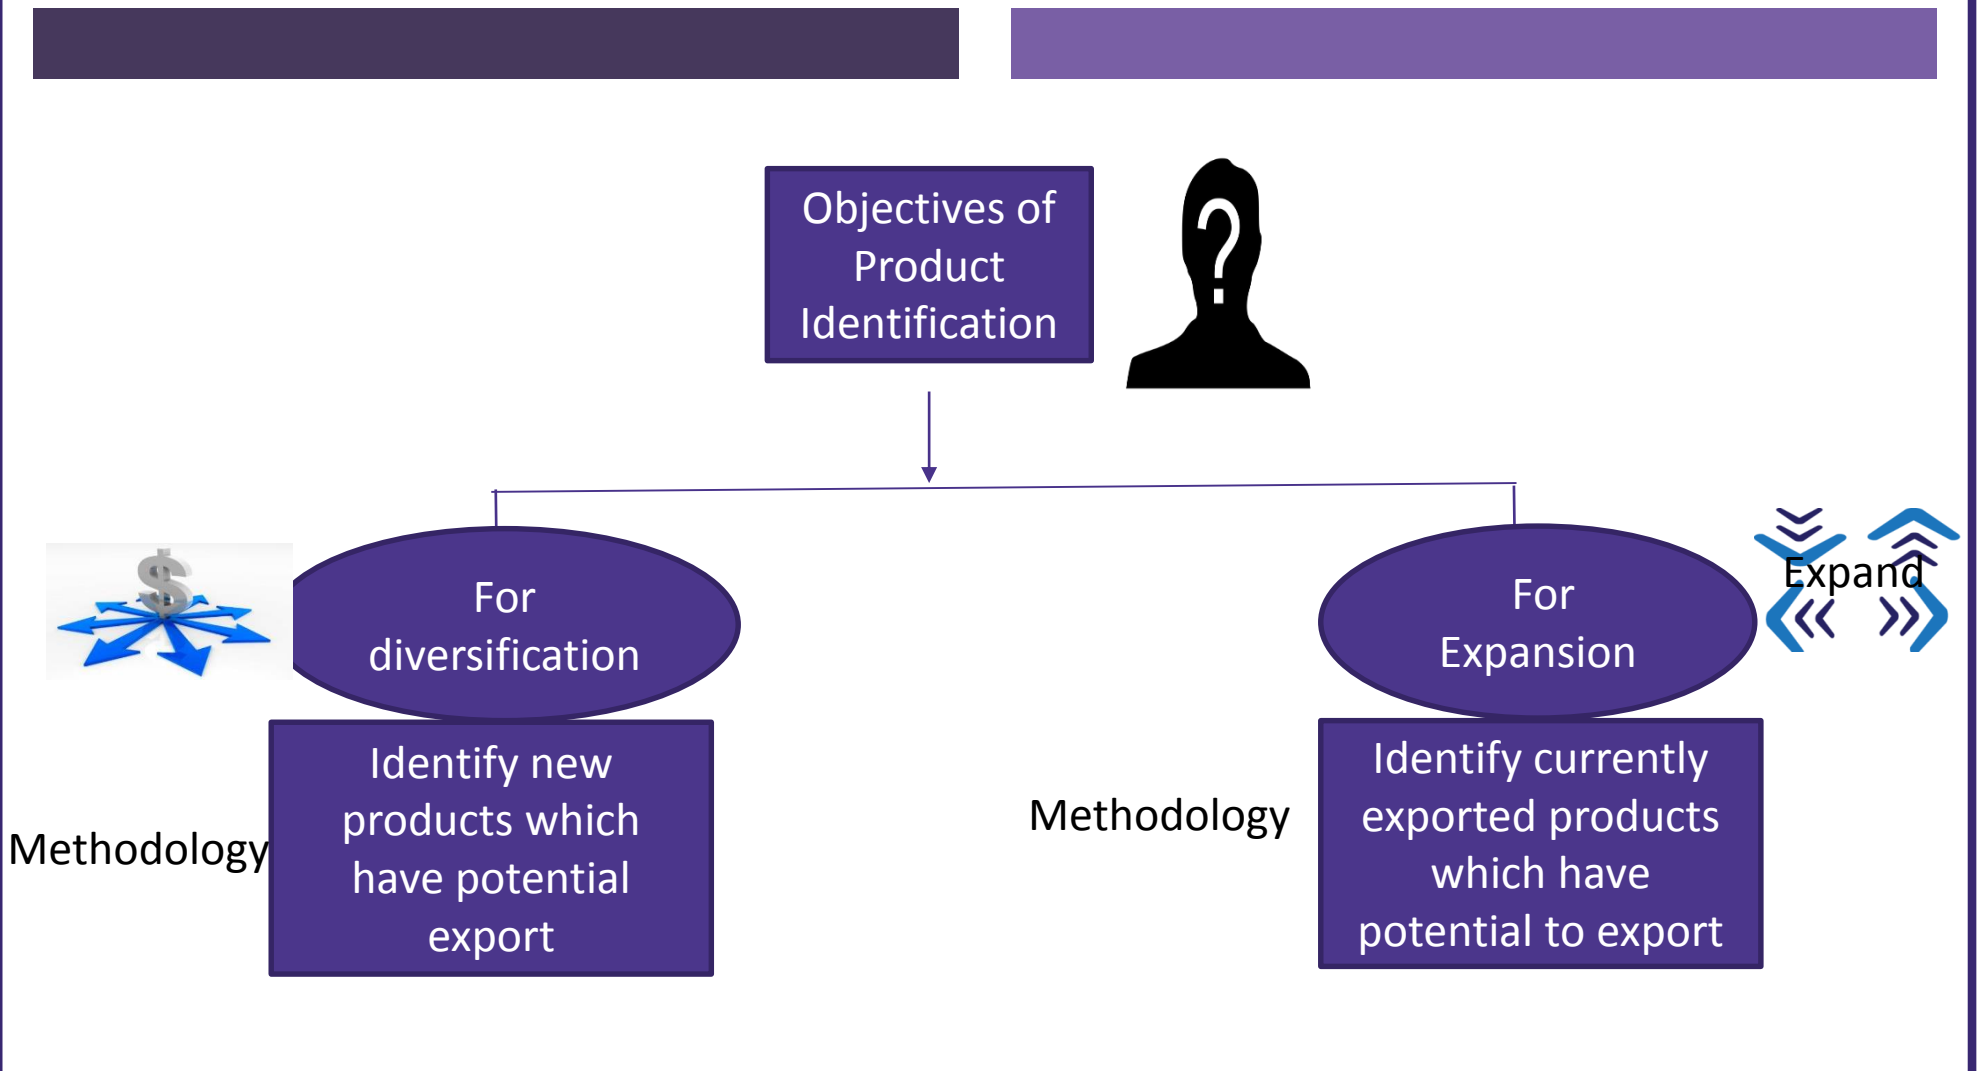 Objectives of
Product
Identification
?
For
diversification
For
Expansion
Expand
$
Methodology
Identify new
products which
have potential
export
Methodology
Identify currently
exported products
which have
potential to export